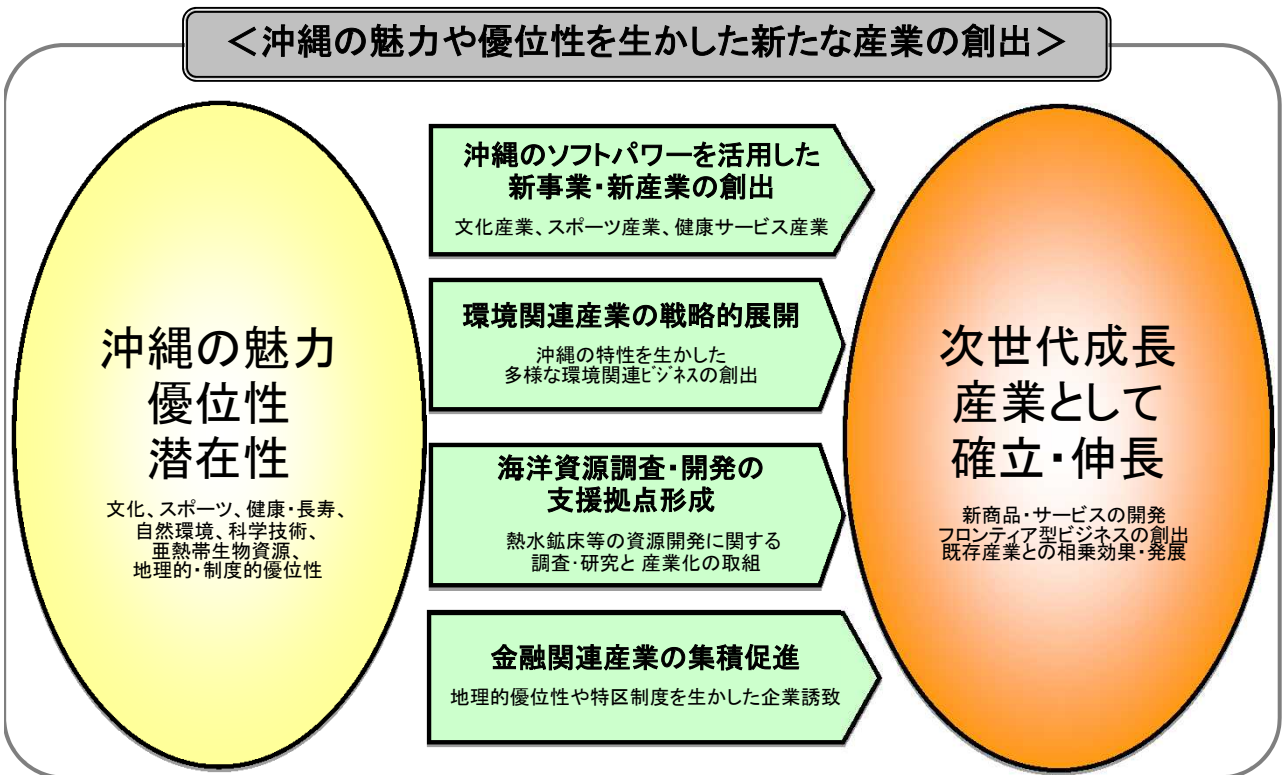 ＜沖縄の魅力や優位性を生かした新たな産業の創出＞
沖縄の魅力
優位性
潜在性
文化、スポーツ、健康・長寿、
自然環境、科学技術、
亜熱帯生物資源、
地理的・制度的優位性
沖縄のソフトパワーを活用した
新事業・新産業の創出
文化産業、スポーツ産業、健康サービス産業
環境関連産業の戦略的展開
沖縄の特性を生かした
多様な環境関連ﾋﾞｼﾞﾈｽの創出
海洋資源調査・開発の
支援拠点形成
熱水鉱床等の資源開発に関する
調査・研究と 産業化の取組
金融関連産業の集積促進
地理的優位性や特区制度を生かした企業誘致
次世代成長
産業として
確立・伸長
新商品・サービスの開発
フロンティア型ビジネスの創出
既存産業との相乗効果・発展